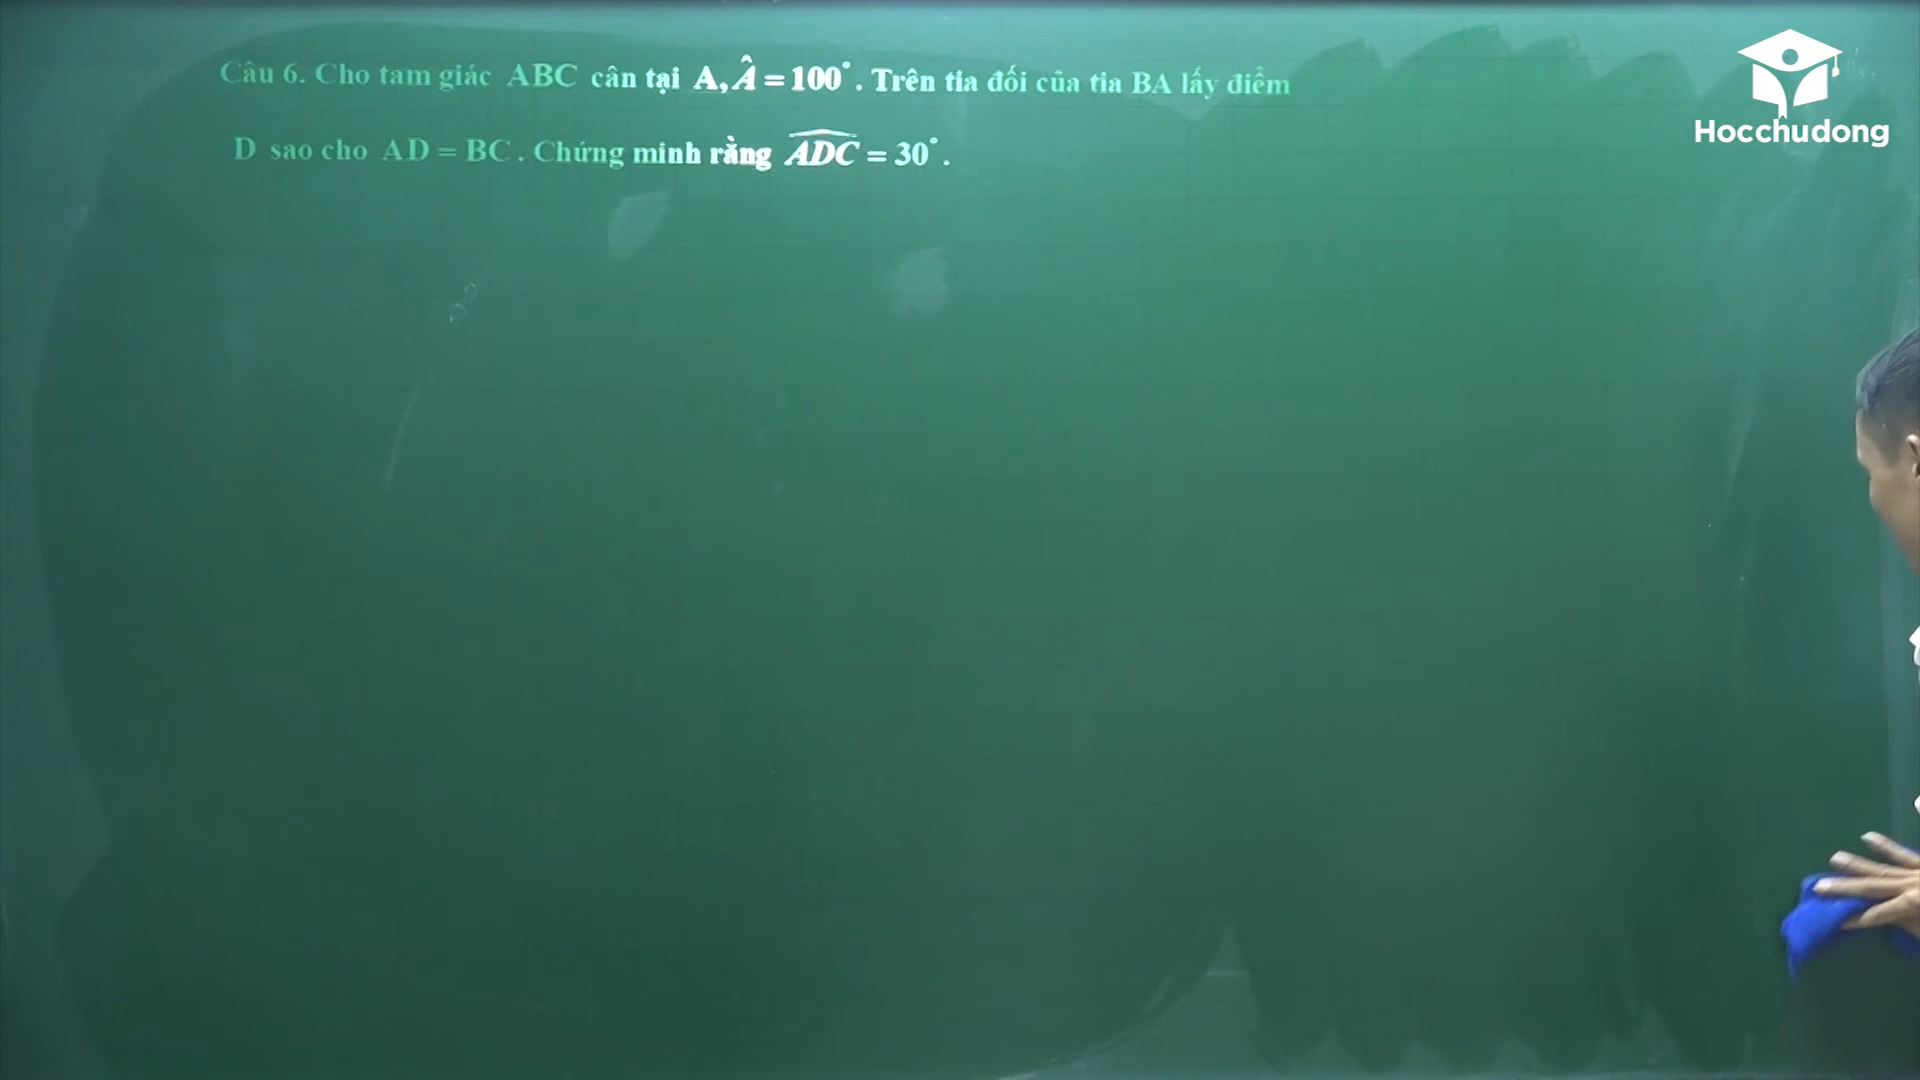 Câu 6. Cho tam giác ABC cân tại A, Â = 100°. Trên tia đối của tia BA lấy điểm
D sao cho AD = BC. Chứng minh rằng \widehat{ADC} = 30°.
Hocchudong